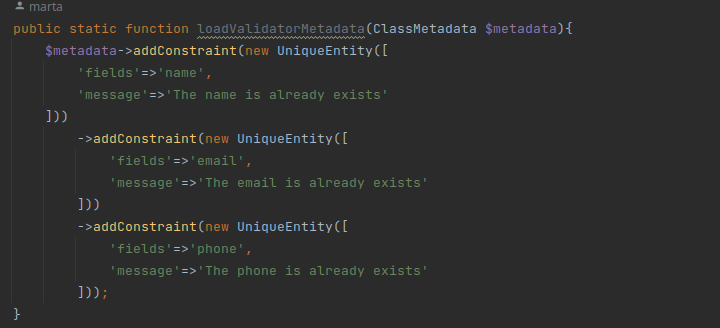 marta
public static function loadValidatorMetadata(ClassMetadata $metadata){
    $metadata->addConstraint(new UniqueEntity([
        'fields'=>'name',
        'message'=>'The name is already exists'
    ]))
        ->addConstraint(new UniqueEntity([
            'fields'=>'email',
            'message'=>'The email is already exists'
        ]))
        ->addConstraint(new UniqueEntity([
            'fields'=>'phone',
            'message'=>'The phone is already exists'
        ]));
}